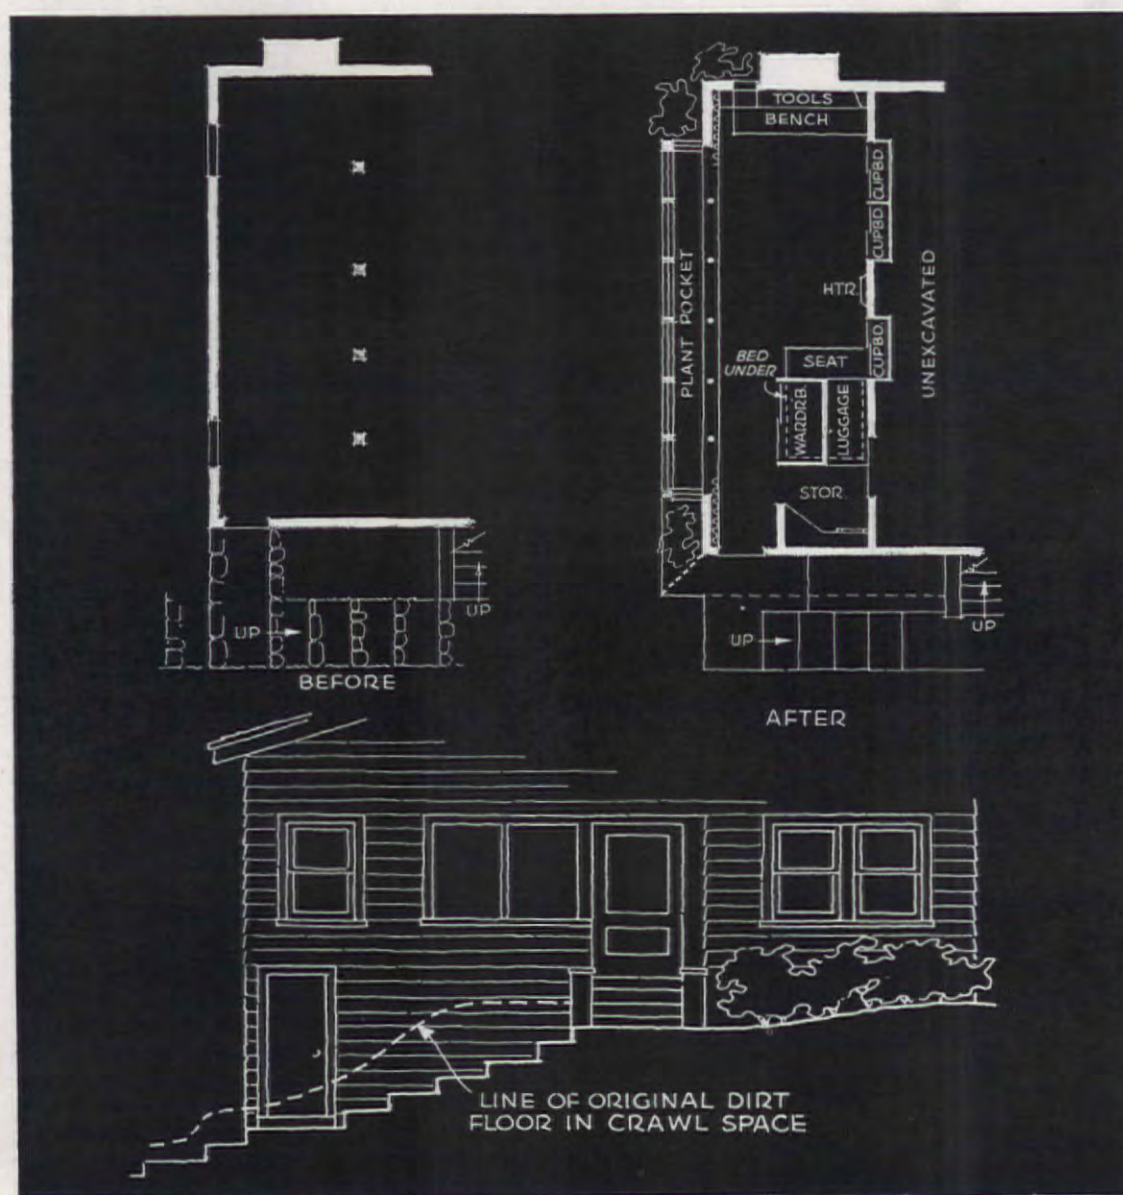 UP
UP
BEFORE
TOOLS
BENCH
CUPBD.
CUPBD.
HTR.
CUPBD.
UNEXCAVATED
PLANT POCKET
BED
UNDER
SEAT
WARDRB.
LUGGAGE
STOR.
UP
UP
AFTER
LINE OF ORIGINAL DIRT
FLOOR IN CRAWL SPACE